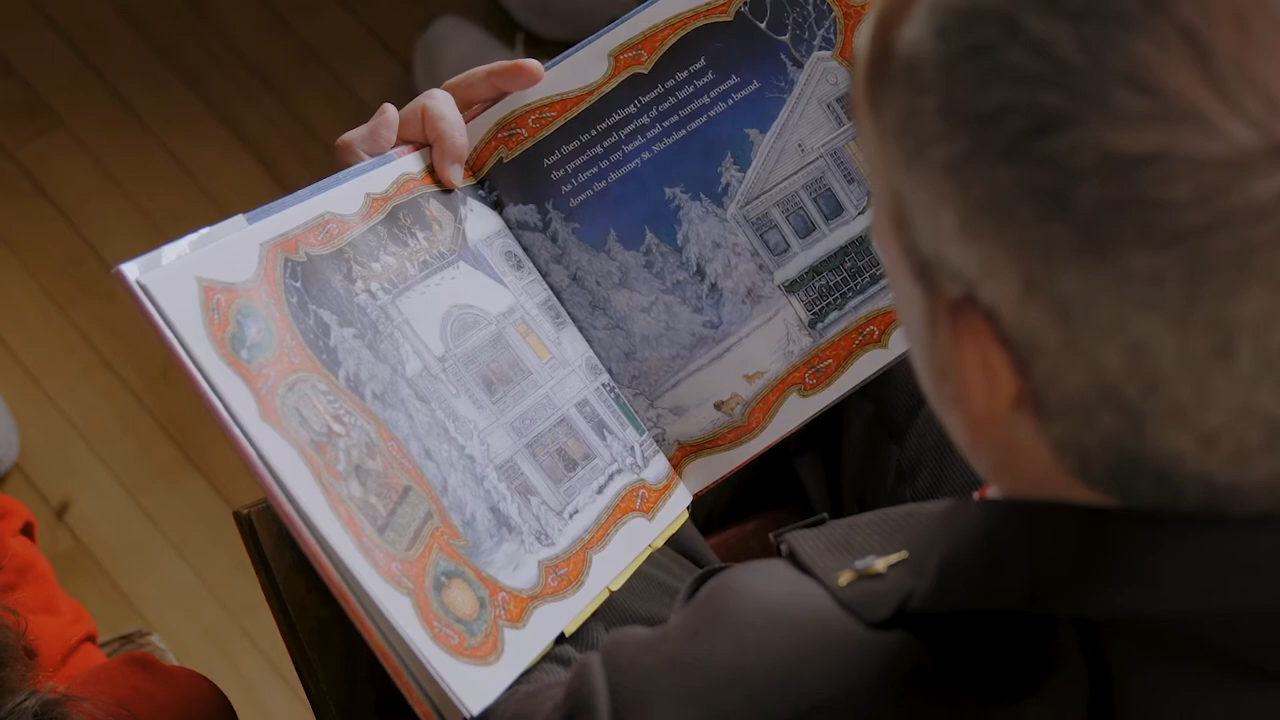 And then in a twinkling I heard on the roof
the prancing and pawing of each little hoof.
As I drew in my head, and was turning around,
down the chimney St. Nicholas came with a bound.